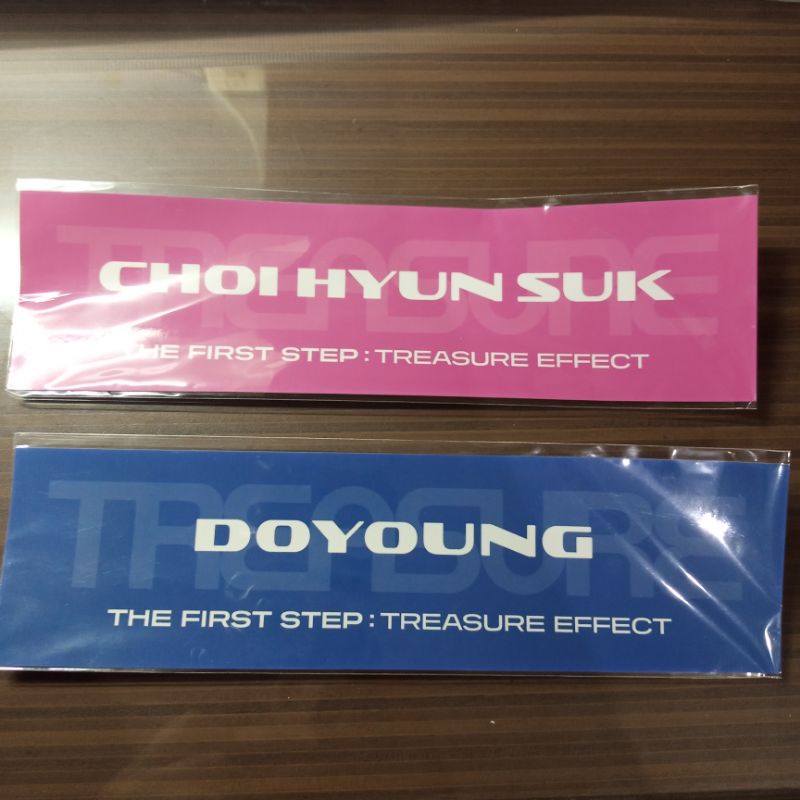 TREASURE
CHOI HYUN SUK
THE FIRST STEP : TREASURE EFFECT
TREASURE
DOYOUNG
THE FIRST STEP : TREASURE EFFECT